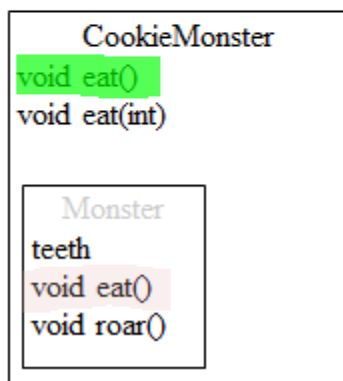 CookieMonster
void eat()
void eat(int)
Monster
teeth
void eat()
void roar()